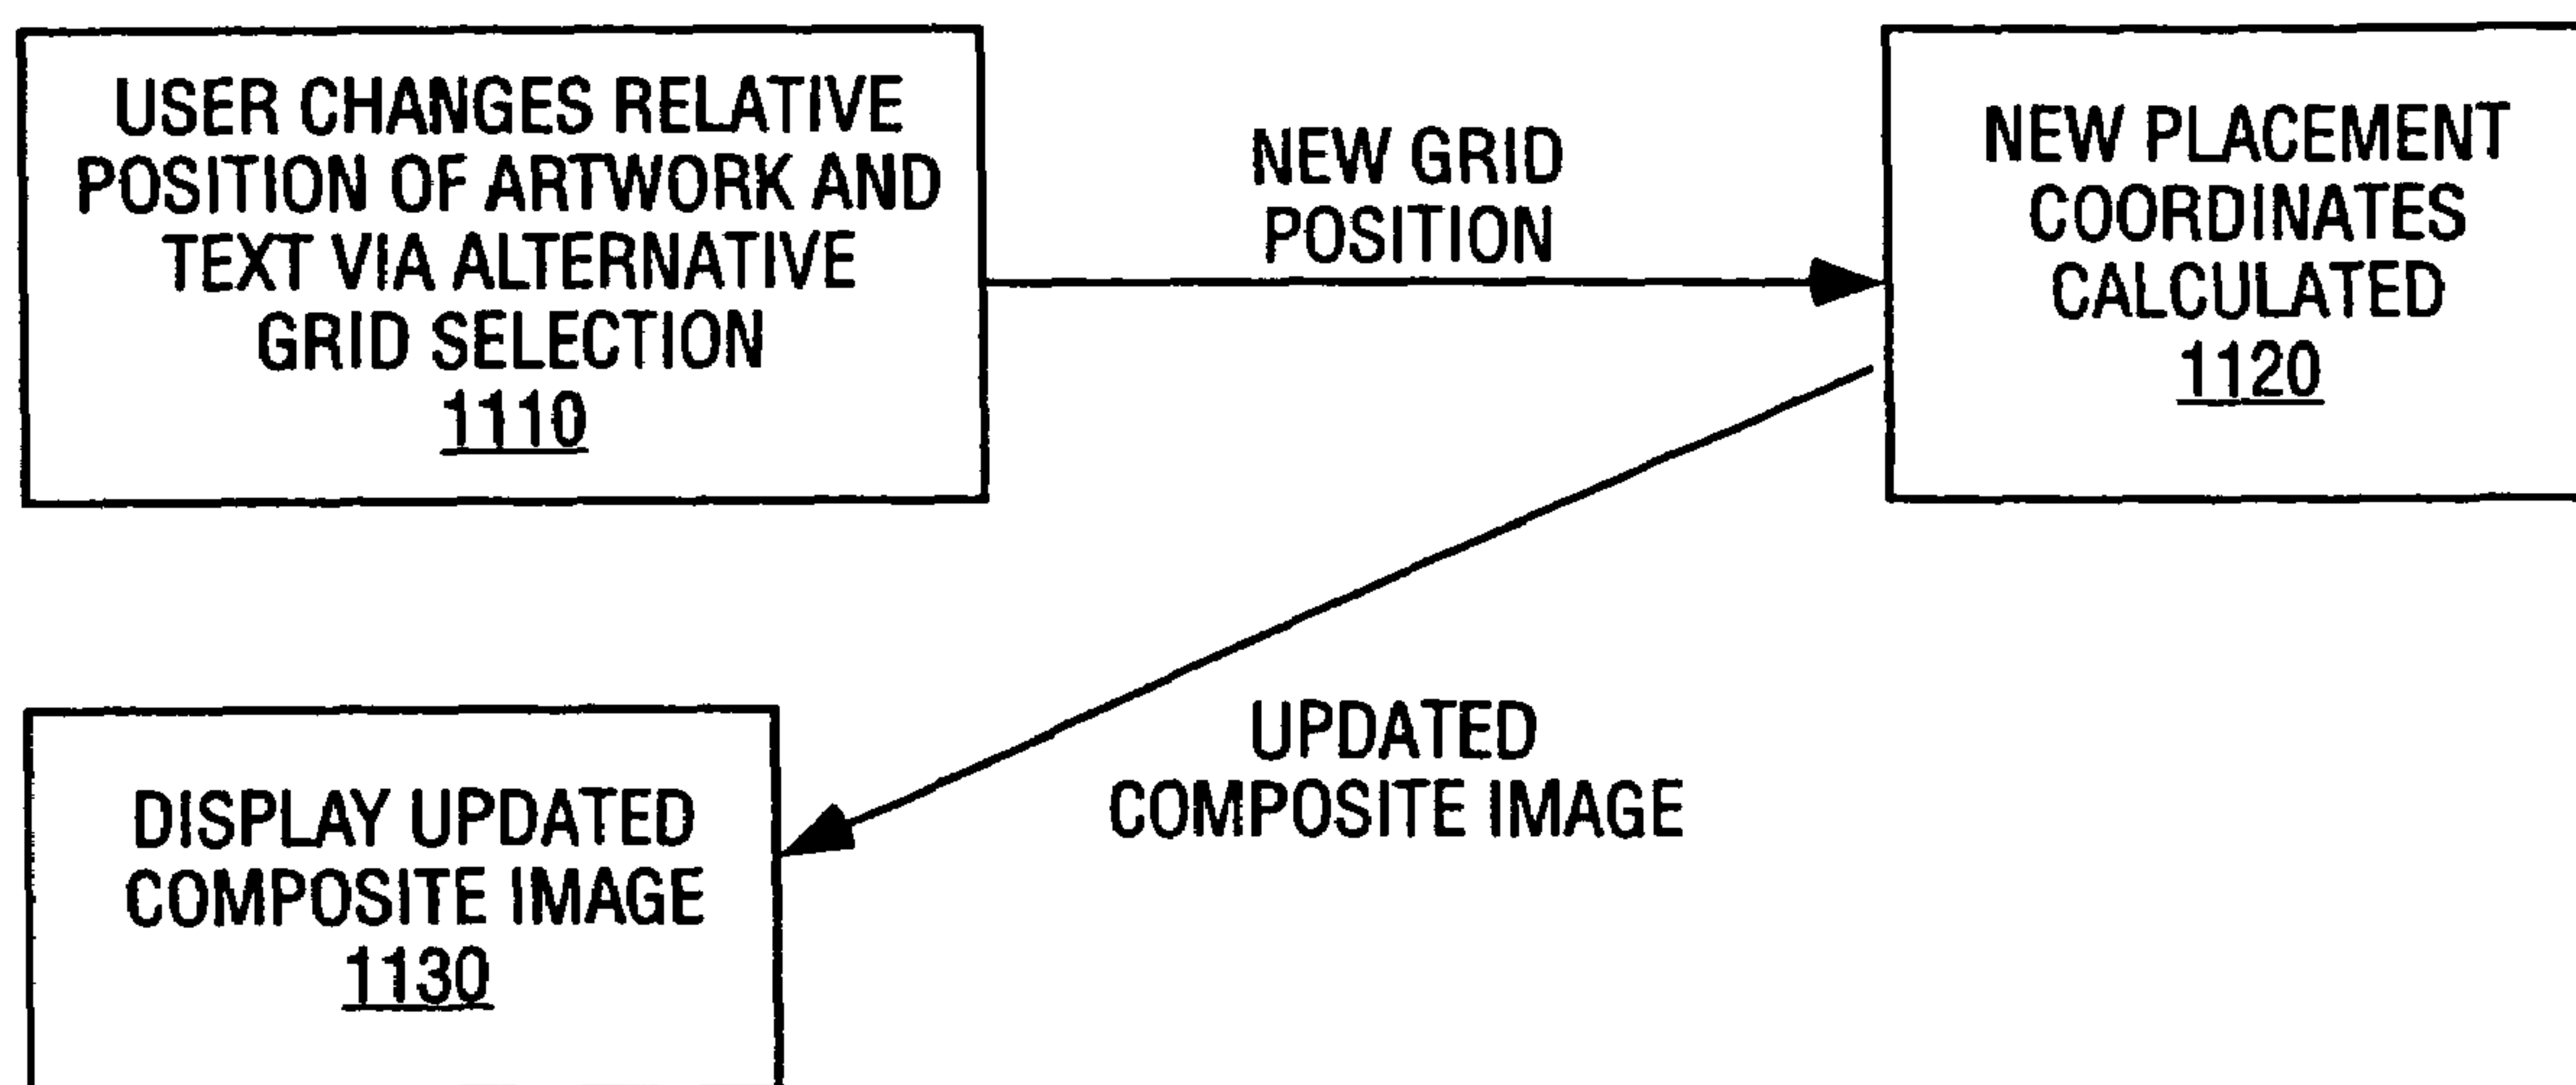 USER CHANGES RELATIVE
POSITION OF ARTWORK AND
TEXT VIA ALTERNATIVE
GRID SELECTION
1110
NEW GRID
POSITION
NEW PLACEMENT
COORDINATES
CALCULATED
1120
UPDATED
COMPOSITE IMAGE
DISPLAY UPDATED
COMPOSITE IMAGE
1130